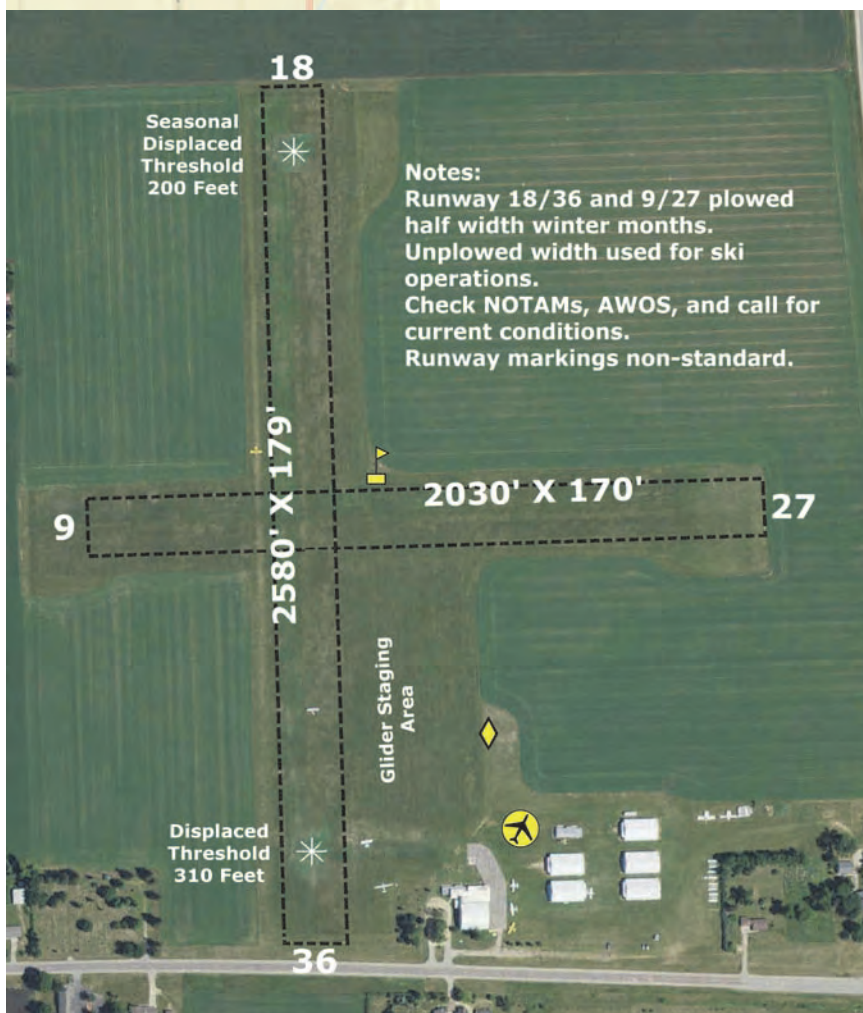 18
Seasonal
Displaced
Threshold
200 Feet
Notes:
Runway 18/36 and 9/27 plowed
half width winter months.
Unplowed width used for ski
operations.
Check NOTAMs, AWOS, and call for
current conditions.
Runway markings non-standard.
2580' X 179'
2030' X 170'
9
27
Glider Staging
Area
Displaced
Threshold
310 Feet
36